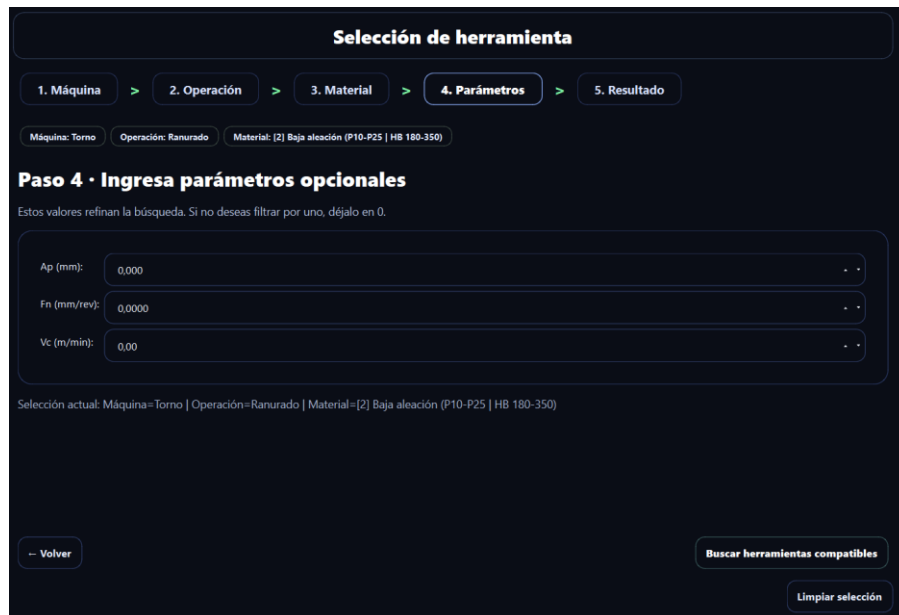 Selección de herramienta
1. Máquina > 2. Operación > 3. Material > 4. Parámetros > 5. Resultado
Máquina: Torno Operación: Ranurado Material: [2] Baja aleación (P10-P25 | HB 180-350)
Paso 4 · Ingresa parámetros opcionales
Estos valores refinan la búsqueda. Si no deseas filtrar por uno, déjalo en 0.
Ap (mm): 0,000
Fn (mm/rev): 0,0000
Vc (m/min): 0,00
Selección actual: Máquina=Torno | Operación=Ranurado | Material=[2] Baja aleación (P10-P25 | HB 180-350)
← Volver Buscar herramientas compatibles
Limpiar selección